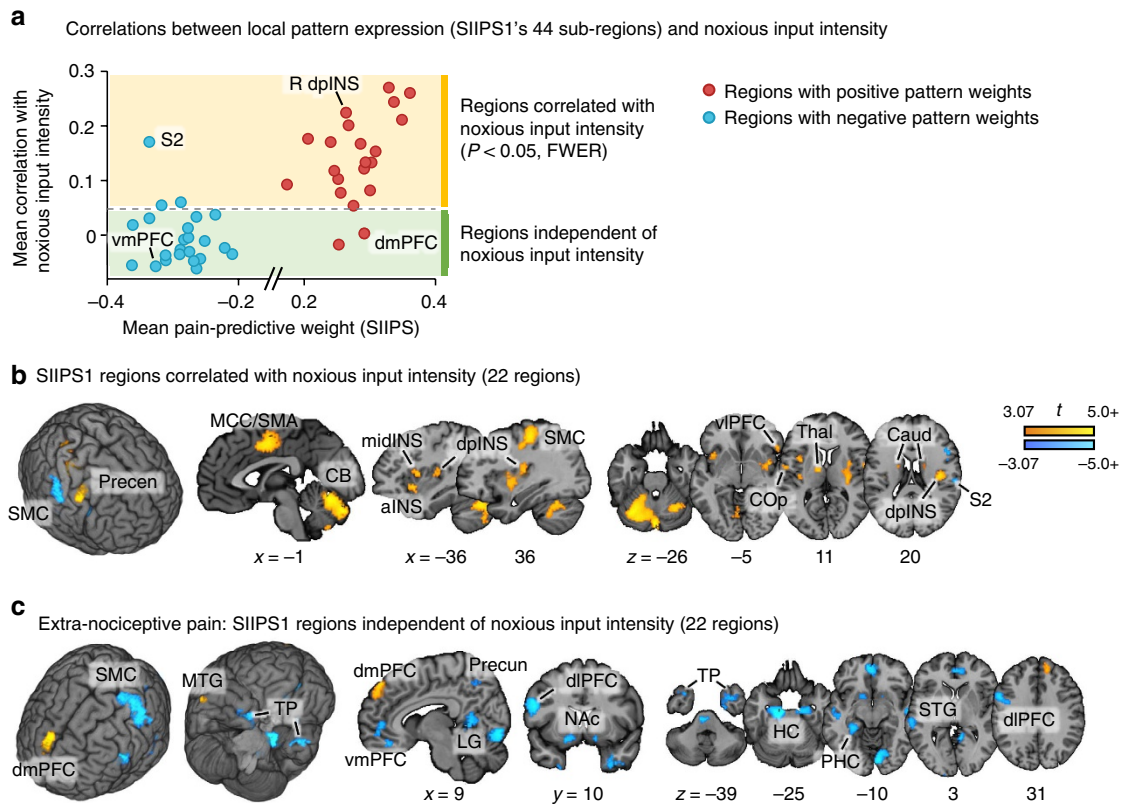 a
Correlations between local pattern expression (SIIPS1's 44 sub-regions) and noxious input intensity
Mean correlation with
noxious input intensity
0.3
0.2
0.1
0
R dpINS
S2
vmPFC
dmPFC
–0.4
–0.2
0.2
0.4
Mean pain-predictive weight (SIIPS)
Regions correlated with
noxious input intensity
(P < 0.05, FWER)
Regions independent of
noxious input intensity
Regions with positive pattern weights
Regions with negative pattern weights
b SIIPS1 regions correlated with noxious input intensity (22 regions)
Precen
SMC
MCC/SMA
CB
x = –1
midINS
dpINS
SMC
aINS
x = –36
36
z = –26
vlPFC
COp
–5
Thal
11
Caud
dpINS
S2
20
3.07 t 5.0+
–3.07 –5.0+
c
Extra-nociceptive pain: SIIPS1 regions independent of noxious input intensity (22 regions)
SMC
dmPFC
MTG
TP
dmPFC
Precun
LG
vmPFC
x = 9
dlPFC
NAc
y = 10
TP
z = –39
HC
–25
PHC
–10
STG
3
dlPFC
31